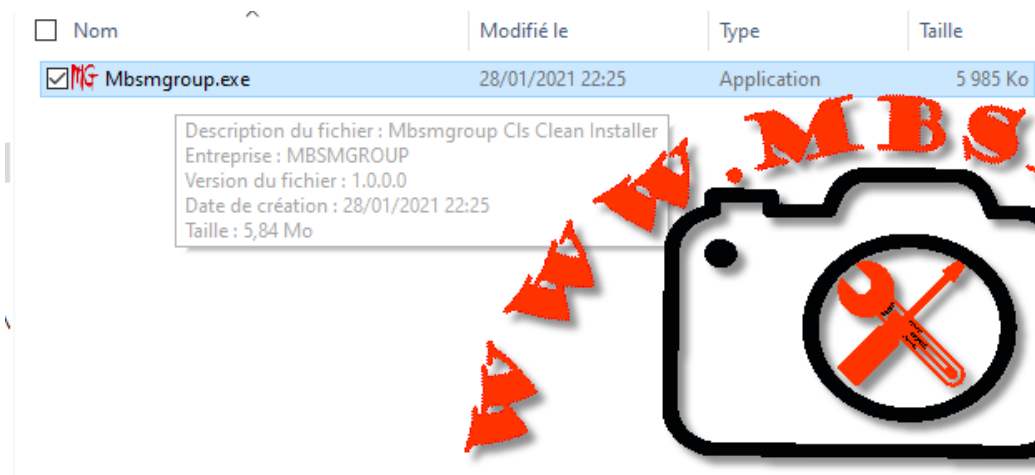 Nom Modifié le Type Taille
MG Mbsmgroup.exe 28/01/2021 22:25 Application 5 985 Ko
Description du fichier : Mbsmgroup Cls Clean Installer
Entreprise : MBSMGROUP
Version du fichier : 1.0.0.0
Date de création : 28/01/2021 22:25
Taille : 5,84 Mo
WWW.MBS